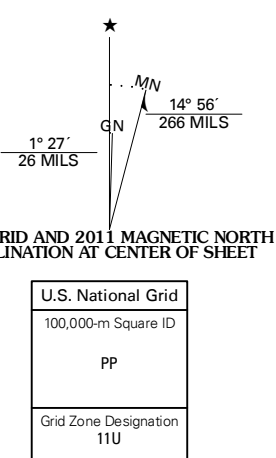 ★
MN
GN
14° 56´
266 MILS
1° 27´
26 MILS
RID AND 2011 MAGNETIC NORTH
LINATION AT CENTER OF SHEET
U.S. National Grid
100,000-m Square ID
PP
Grid Zone Designation
11U